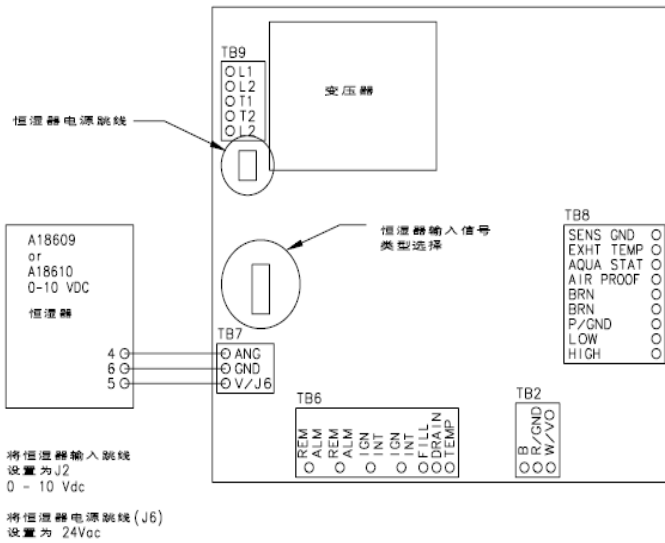 TB9
L1
L2
T1
T2
L2
变压器
恒湿器电源跳线
恒湿器输入信号
类型选择
A18609
or
A18610
0-10 VDC
恒湿器
4
6
5
TB7
ANG
GND
V/J6
TB8
SENS GND
EXHT TEMP
AQUA STAT
AIR PROOF
BRN
BRN
P/GND
LOW
HIGH
TB6
REM ALM
REM ALM
IGN INT
IGN INT
FILL
DRAIN
TEMP
TB2
B
R/GND
W/VO
将恒湿器输入跳线
设置为J2
0 - 10 Vdc
将恒湿器电源跳线(J6)
设置为 24Vac